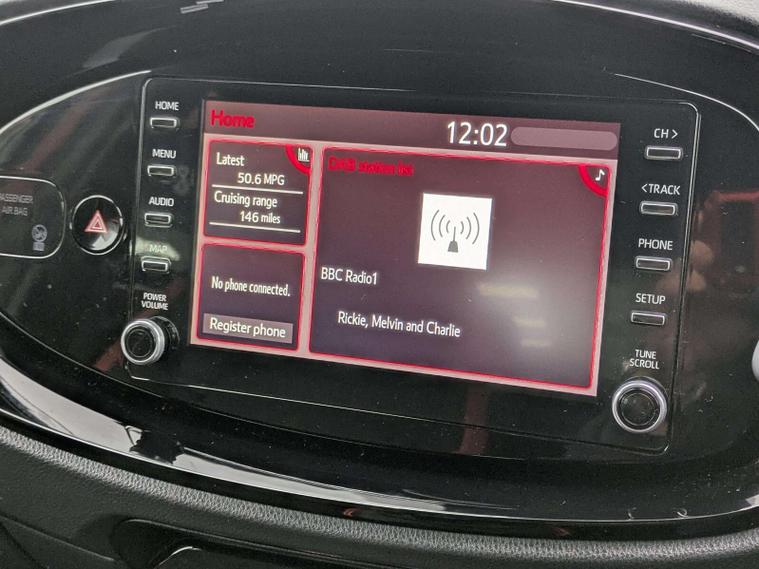 HOME
MENU
AUDIO
MAP
POWER
VOLUME
PASSENGER
AIR BAG
Home
12:02
Latest
50.6 MPG
Cruising range
146 miles
No phone connected.
Register phone
DAB station list
BBC Radio1
Rickie, Melvin and Charlie
CH >
<TRACK
PHONE
SETUP
TUNE
SCROLL